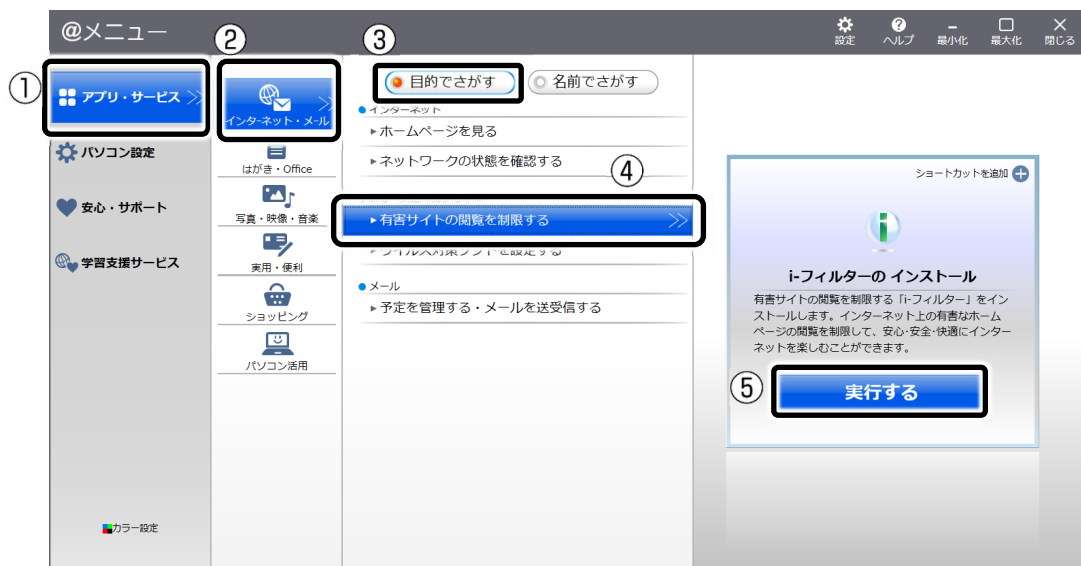 @メニュー
設定
ヘルプ
最小化
最大化
閉じる
①
アプリ・サービス
パソコン設定
安心・サポート
学習支援サービス
カラー設定
②
インターネット・メール
はがき・Office
写真・映像・音楽
実用・便利
ショッピング
パソコン活用
③
目的でさがす
名前でさがす
インターネット
ホームページを見る
ネットワークの状態を確認する
④
有害サイトの閲覧を制限する
ウイルス対策ソフトを設定する
メール
予定を管理する・メールを送受信する
ショートカットを追加
i-フィルターの インストール
有害サイトの閲覧を制限する「i-フィルター」をイン
ストールします。インターネット上の有害なホーム
ページの閲覧を制限して、安心･安全･快適にインター
ネットを楽しむことができます。
⑤
実行する